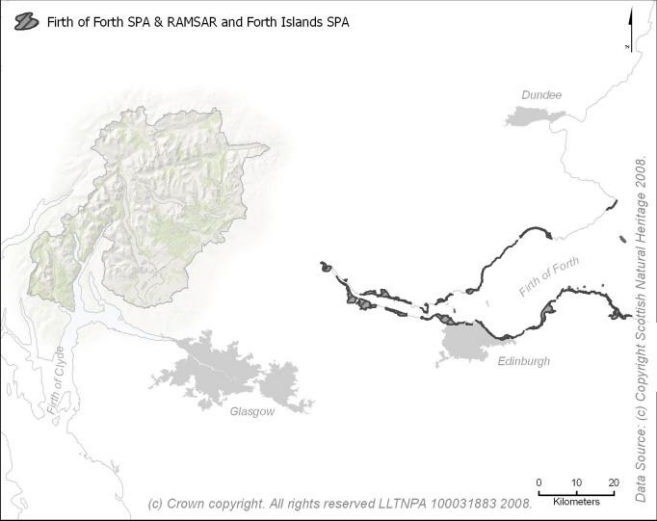 Firth of Forth SPA & RAMSAR and Forth Islands SPA
N
Dundee
Firth of Forth
Edinburgh
Firth of Clyde
Glasgow
0 10 20
Kilometers
(c) Crown copyright. All rights reserved LLTNPA 100031883 2008.
Data Source: (c) Copyright Scottish Natural Heritage 2008.